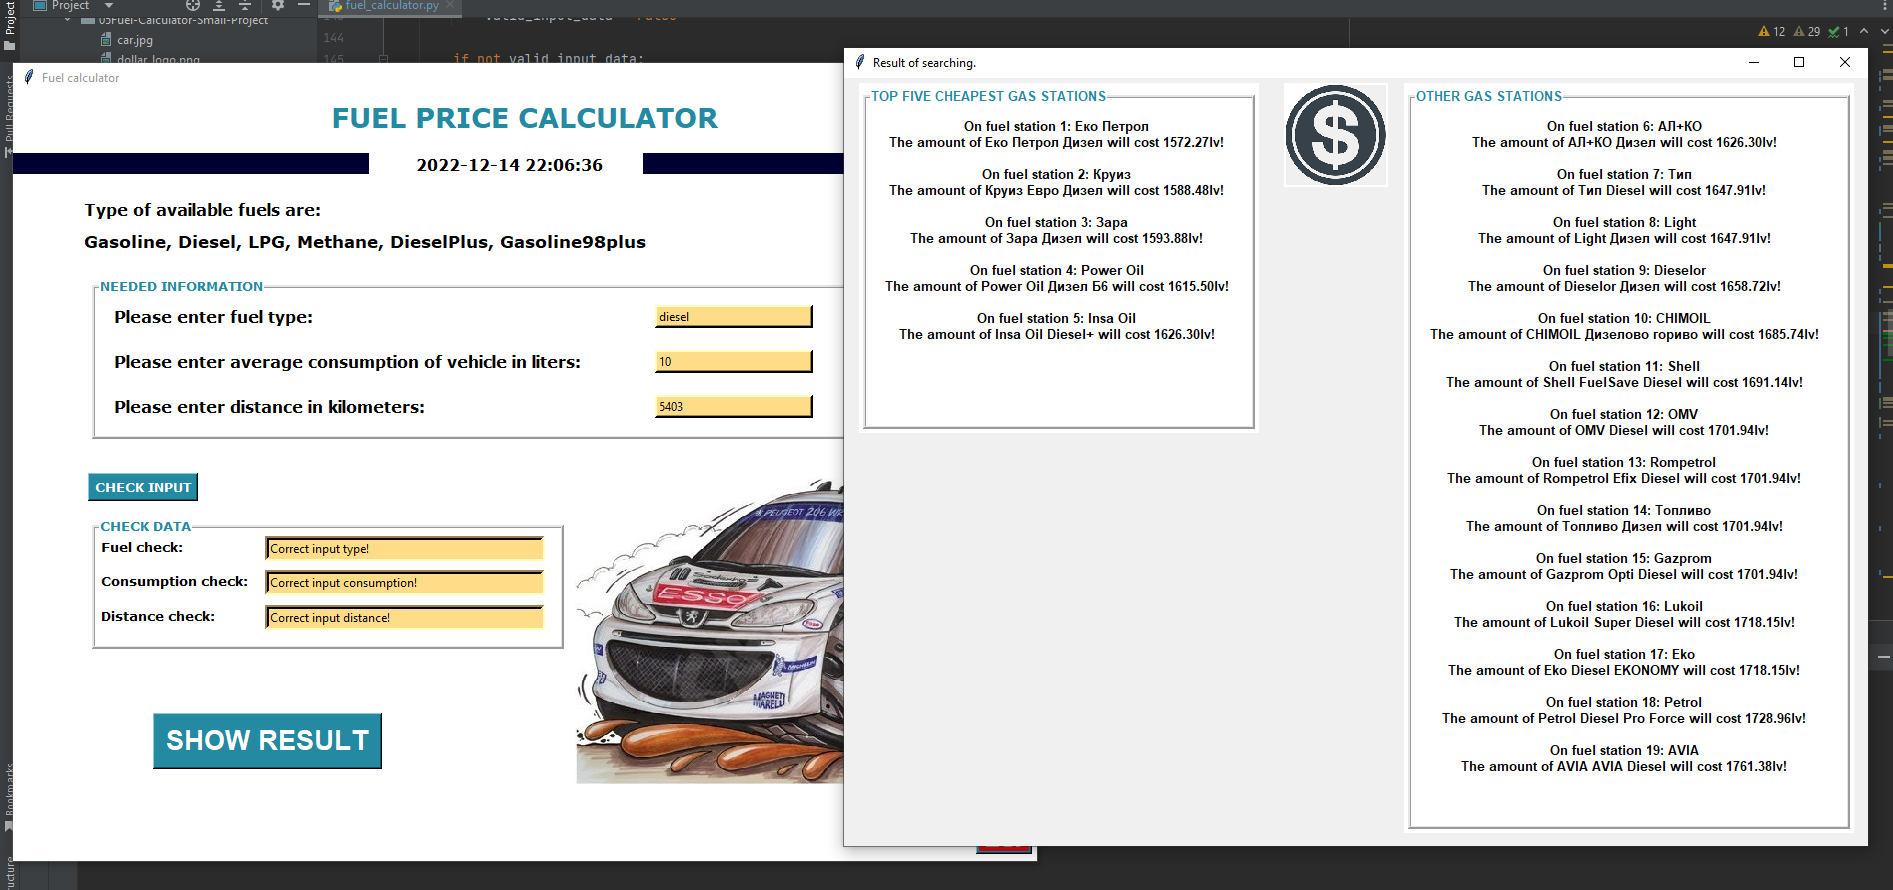 Project
Project
fuel_calculator.py
05Fuel-Calculator-Small-Project
car.jpg
dollar_logo.png
144
145
if not valid_input_data:
12
29
1
Pull Requests
Bookmarks
Fuel calculator
FUEL PRICE CALCULATOR
2022-12-14 22:06:36
Type of available fuels are:
Gasoline, Diesel, LPG, Methane, DieselPlus, Gasoline98plus
NEEDED INFORMATION
Please enter fuel type:
diesel
Please enter average consumption of vehicle in liters:
10
Please enter distance in kilometers:
5403
CHECK INPUT
CHECK DATA
Fuel check:
Correct input type!
Consumption check:
Correct input consumption!
Distance check:
Correct input distance!
SHOW RESULT
PEUGEOT 206 WR
ESSO
Esso
MICHELIN
MAGNETI
MARELLI
Result of searching.
TOP FIVE CHEAPEST GAS STATIONS
On fuel station 1: Еко Петрол
The amount of Еко Петрол Дизел will cost 1572.27lv!
On fuel station 2: Круиз
The amount of Круиз Евро Дизел will cost 1588.48lv!
On fuel station 3: Зара
The amount of Зара Дизел will cost 1593.88lv!
On fuel station 4: Power Oil
The amount of Power Oil Дизел Б6 will cost 1615.50lv!
On fuel station 5: Insa Oil
The amount of Insa Oil Diesel+ will cost 1626.30lv!
$
OTHER GAS STATIONS
On fuel station 6: АЛ+КО
The amount of АЛ+КО Дизел will cost 1626.30lv!
On fuel station 7: Тип
The amount of Тип Diesel will cost 1647.91lv!
On fuel station 8: Light
The amount of Light Дизел will cost 1647.91lv!
On fuel station 9: Dieselor
The amount of Dieselor Дизел will cost 1658.72lv!
On fuel station 10: CHIMOIL
The amount of CHIMOIL Дизелово гориво will cost 1685.74lv!
On fuel station 11: Shell
The amount of Shell FuelSave Diesel will cost 1691.14lv!
On fuel station 12: OMV
The amount of OMV Diesel will cost 1701.94lv!
On fuel station 13: Rompetrol
The amount of Rompetrol Efix Diesel will cost 1701.94lv!
On fuel station 14: Топливо
The amount of Топливо Дизел will cost 1701.94lv!
On fuel station 15: Gazprom
The amount of Gazprom Opti Diesel will cost 1701.94lv!
On fuel station 16: Lukoil
The amount of Lukoil Super Diesel will cost 1718.15lv!
On fuel station 17: Eko
The amount of Eko Diesel EKONOMY will cost 1718.15lv!
On fuel station 18: Petrol
The amount of Petrol Diesel Pro Force will cost 1728.96lv!
On fuel station 19: AVIA
The amount of AVIA AVIA Diesel will cost 1761.38lv!